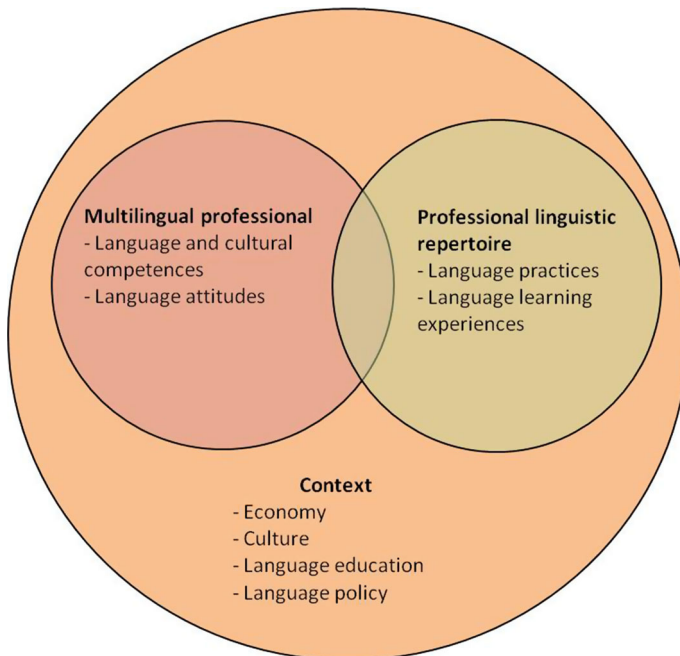 Multilingual professional
- Language and cultural
competences
- Language attitudes
Professional linguistic
repertoire
- Language practices
- Language learning
experiences
Context
- Economy
- Culture
- Language education
- Language policy